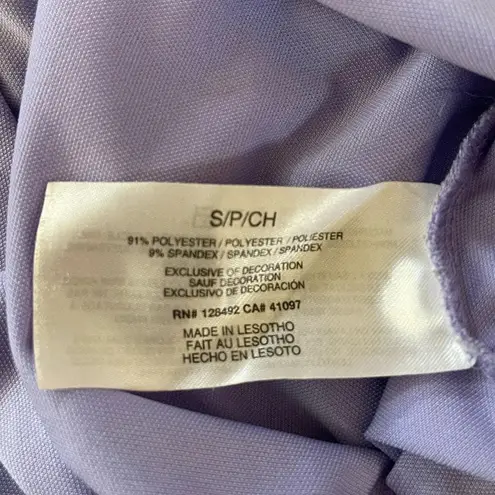 S/P/CH
91% POLYESTER / POLYESTER / POLIESTER
9% SPANDEX / SPANDEX / SPANDEX
EXCLUSIVE OF DECORATION
SAUF DÉCORATION
EXCLUSIVO DE DECORACIÓN
RN# 128492 CA# 41097
MADE IN LESOTHO
FAIT AU LESOTHO
HECHO EN LESOTO